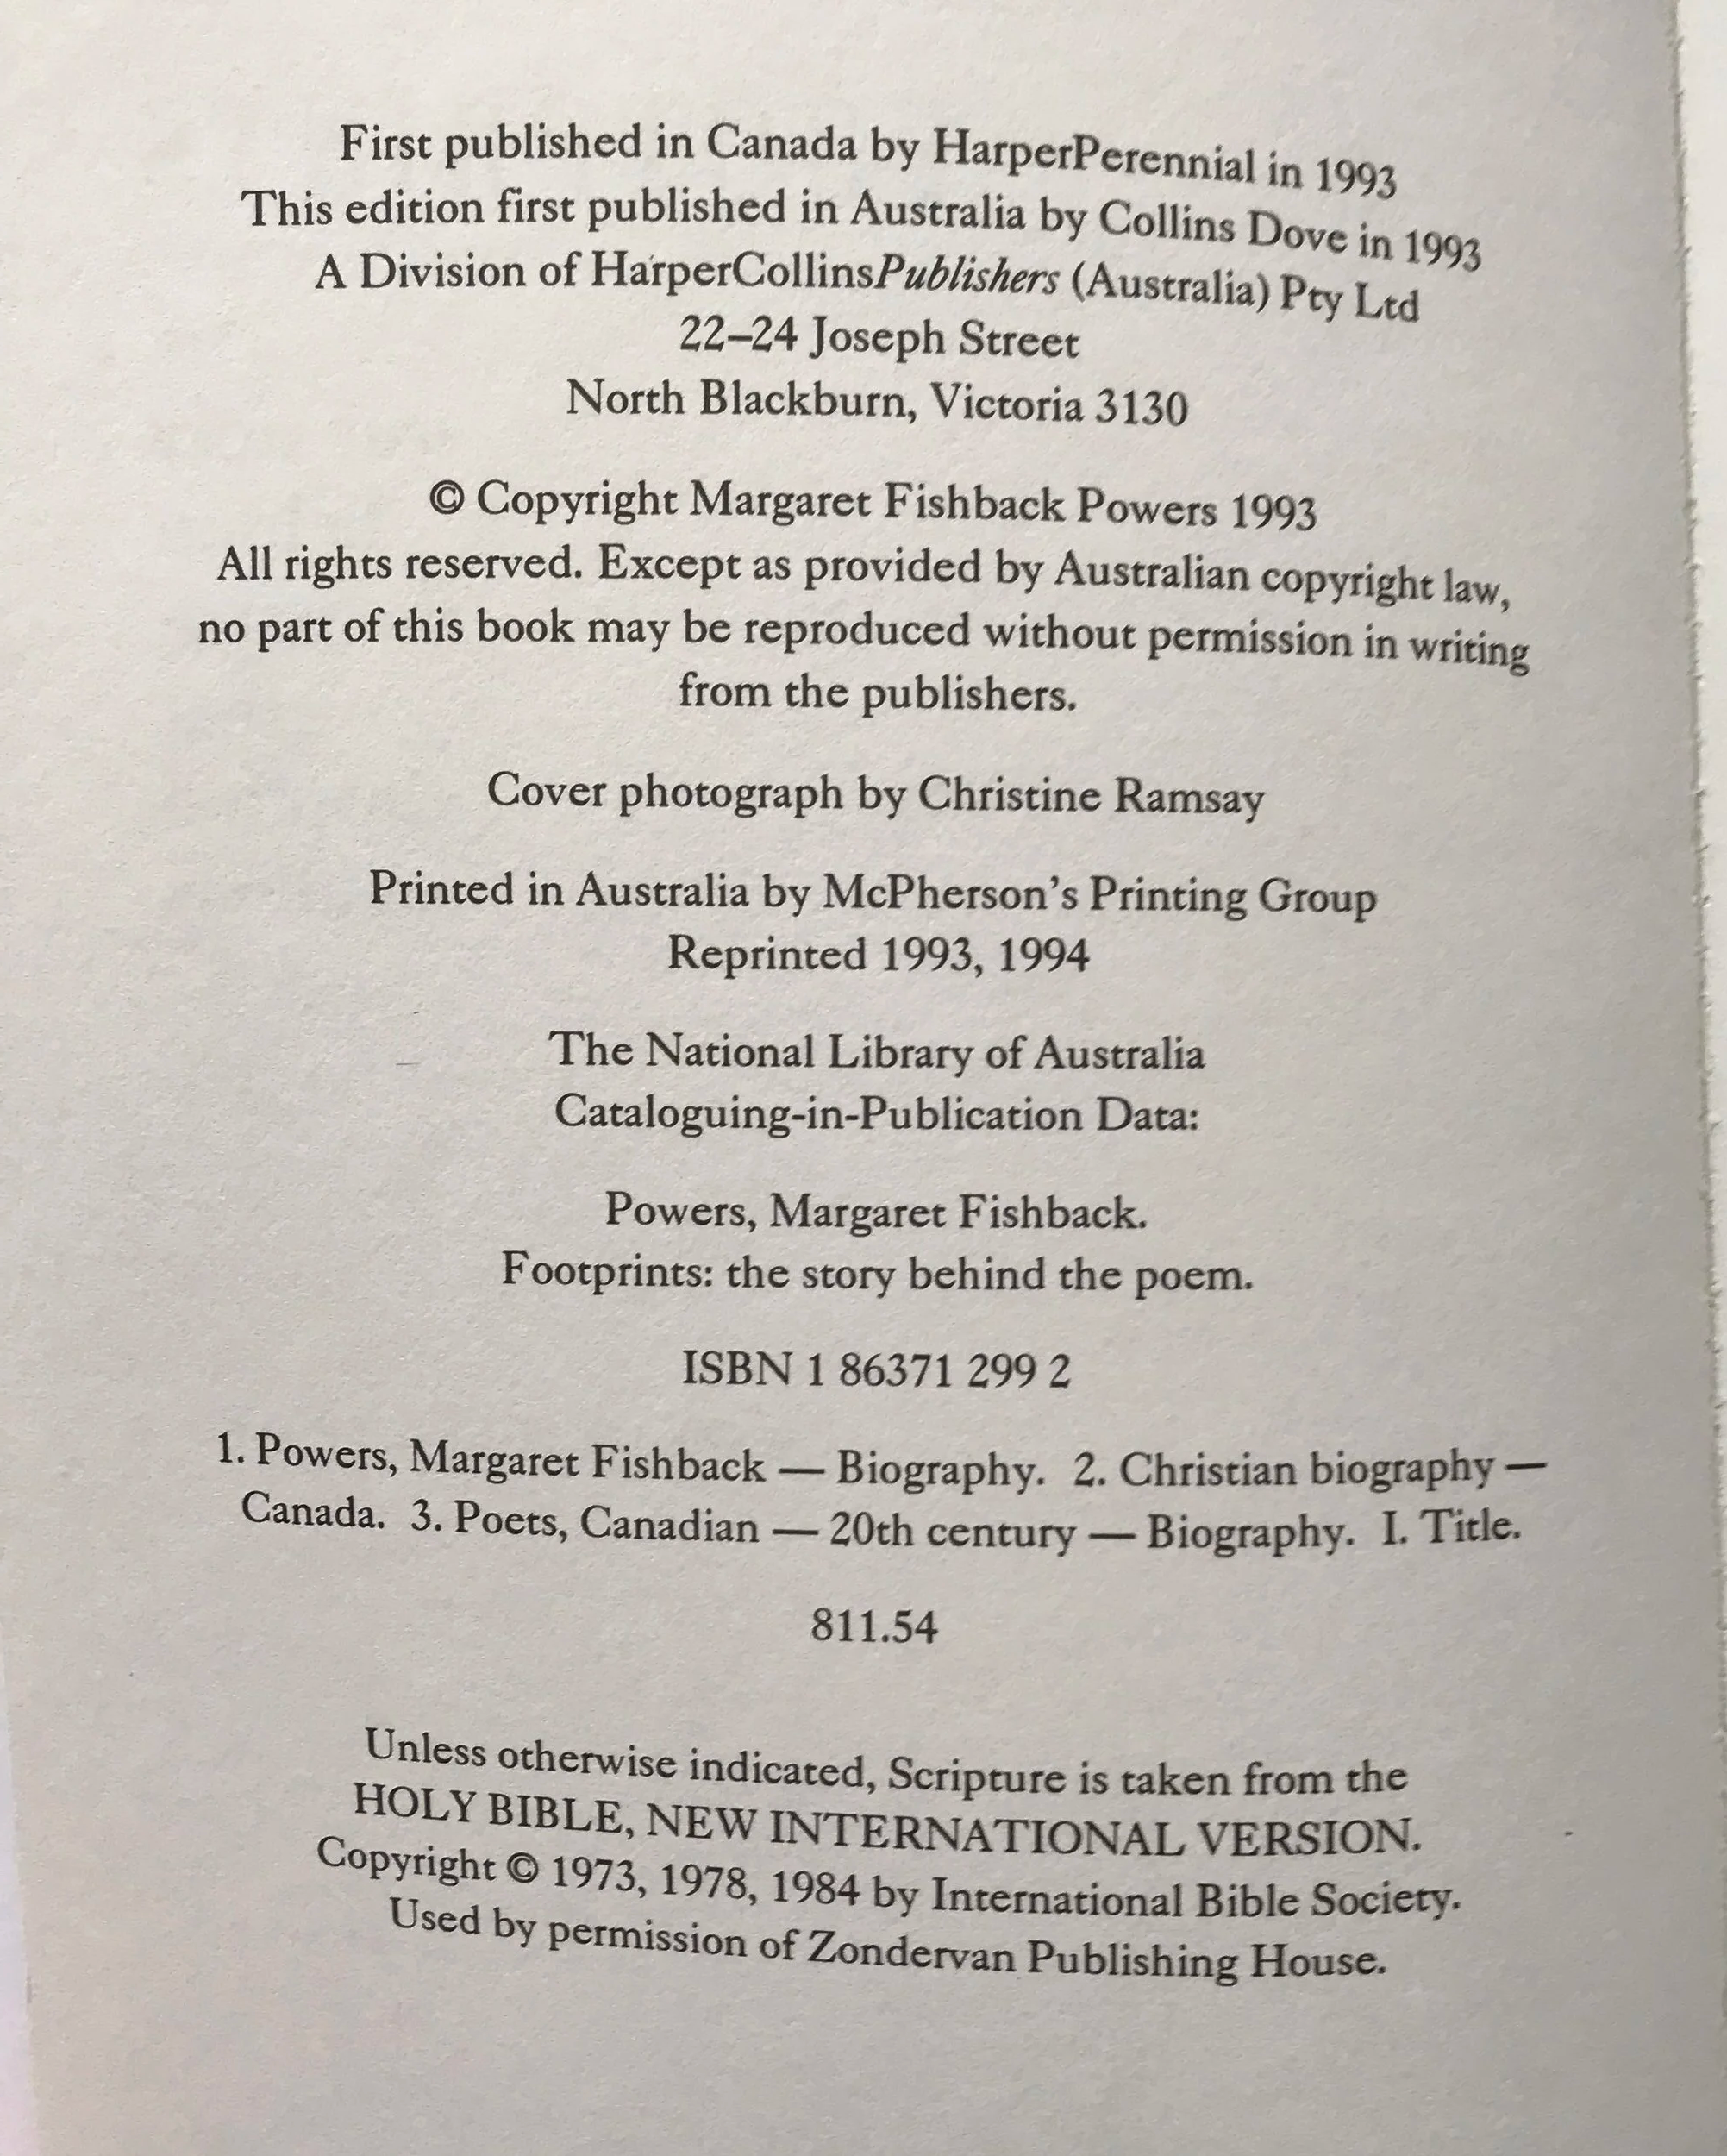 First published in Canada by HarperPerennial in 1993
This edition first published in Australia by Collins Dove in 1993
A Division of HarperCollinsPublishers (Australia) Pty Ltd
22–24 Joseph Street
North Blackburn, Victoria 3130
© Copyright Margaret Fishback Powers 1993
All rights reserved. Except as provided by Australian copyright law,
no part of this book may be reproduced without permission in writing
from the publishers.
Cover photograph by Christine Ramsay
Printed in Australia by McPherson’s Printing Group
Reprinted 1993, 1994
The National Library of Australia
Cataloguing-in-Publication Data:
Powers, Margaret Fishback.
Footprints: the story behind the poem.
ISBN 1 86371 299 2
1. Powers, Margaret Fishback — Biography. 2. Christian biography —
Canada. 3. Poets, Canadian — 20th century — Biography. I. Title.
811.54
Unless otherwise indicated, Scripture is taken from the
HOLY BIBLE, NEW INTERNATIONAL VERSION.
Copyright © 1973, 1978, 1984 by International Bible Society.
Used by permission of Zondervan Publishing House.